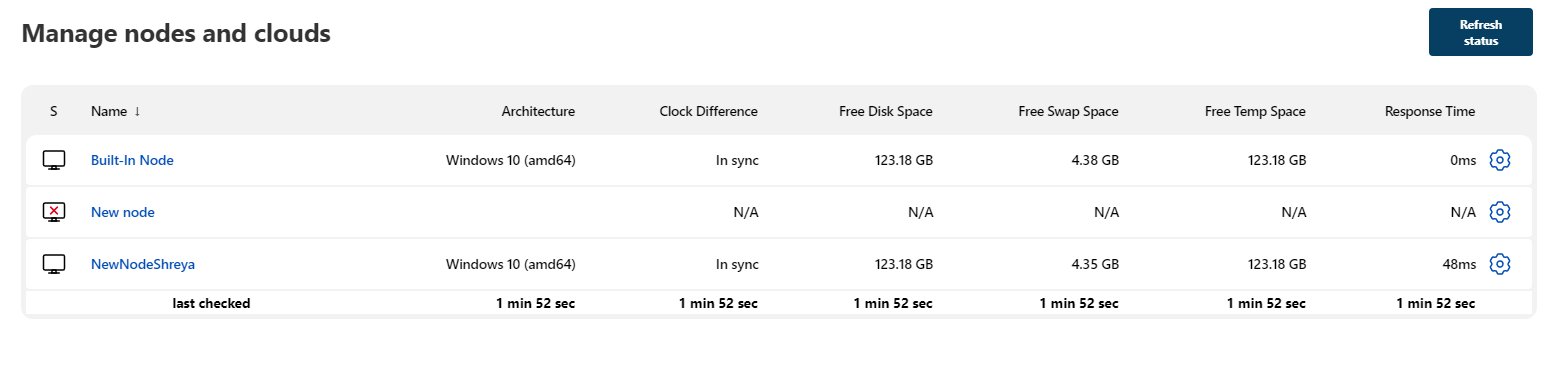 Manage nodes and clouds
Refresh
status
S Name ↓ Architecture Clock Difference Free Disk Space Free Swap Space Free Temp Space Response Time
Built-In Node Windows 10 (amd64) In sync 123.18 GB 4.38 GB 123.18 GB 0ms
New node N/A N/A N/A N/A N/A
NewNodeShreya Windows 10 (amd64) In sync 123.18 GB 4.35 GB 123.18 GB 48ms
last checked 1 min 52 sec 1 min 52 sec 1 min 52 sec 1 min 52 sec 1 min 52 sec 1 min 52 sec